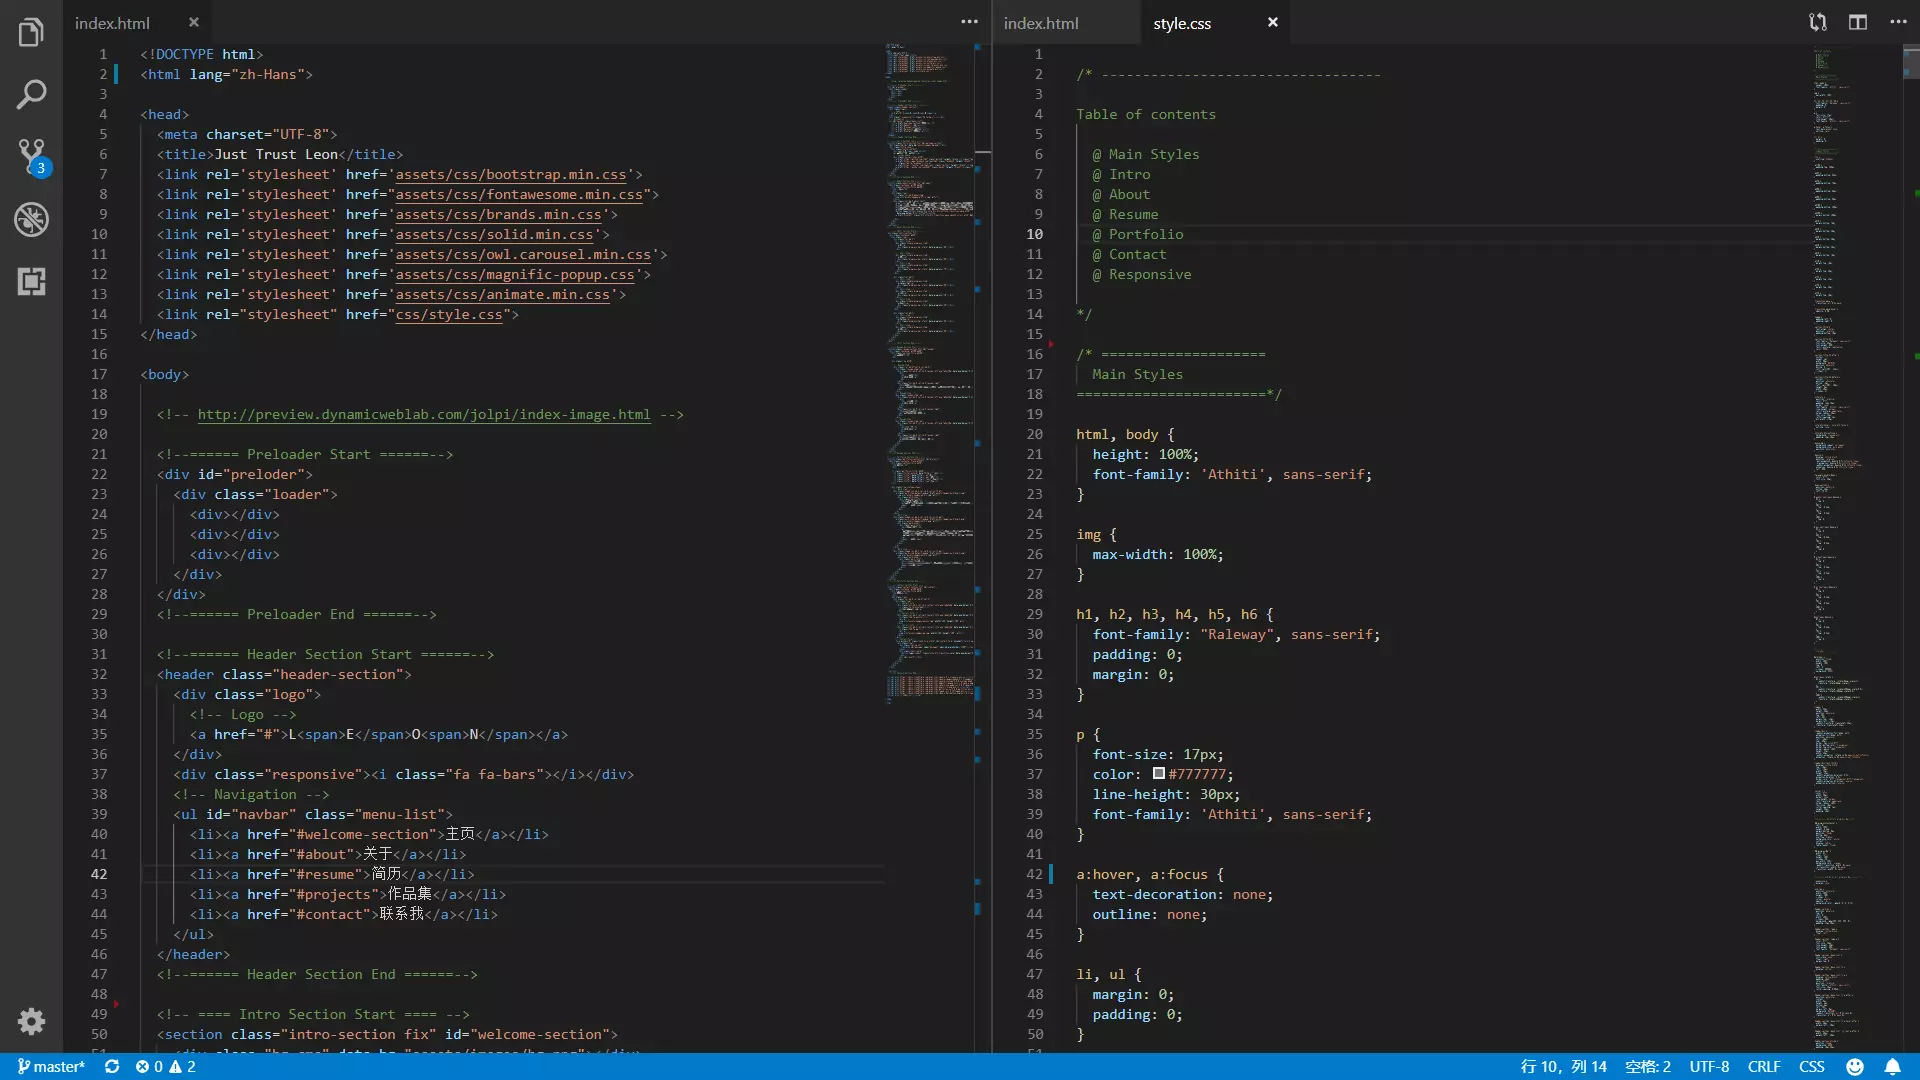 index.html
1 <!DOCTYPE html>
2 <html lang="zh-Hans">
3
4 <head>
5 <meta charset="UTF-8">
6 <title>Just Trust Leon</title>
7 <link rel='stylesheet' href='assets/css/bootstrap.min.css'>
8 <link rel='stylesheet' href="assets/css/fontawesome.min.css">
9 <link rel='stylesheet' href='assets/css/brands.min.css'>
10 <link rel='stylesheet' href='assets/css/solid.min.css'>
11 <link rel='stylesheet' href='assets/css/owl.carousel.min.css'>
12 <link rel='stylesheet' href='assets/css/magnific-popup.css'>
13 <link rel='stylesheet' href='assets/css/animate.min.css'>
14 <link rel="stylesheet" href="css/style.css">
15 </head>
16
17 <body>
18
19 <!-- http://preview.dynamicweblab.com/jolpi/index-image.html -->
20
21 <!--====== Preloader Start =======-->
22 <div id="preloder">
23 <div class="loader">
24 <div></div>
25 <div></div>
26 <div></div>
27 </div>
28 </div>
29 <!--====== Preloader End =======-->
30
31 <!--====== Header Section Start =======-->
32 <header class="header-section">
33 <div class="logo">
34 <!-- Logo -->
35 <a href="#">L<span>E</span>O<span>N</span></a>
36 </div>
37 <div class="responsive"><i class="fa fa-bars"></i></div>
38 <!-- Navigation -->
39 <ul id="navbar" class="menu-list">
40 <li><a href="#welcome-section">主页</a></li>
41 <li><a href="#about">关于</a></li>
42 <li><a href="#resume">简历</a></li>
43 <li><a href="#projects">作品集</a></li>
44 <li><a href="#contact">联系我</a></li>
45 </ul>
46 </header>
47 <!--====== Header Section End =======-->
48
49 <!-- ==== Intro Section Start ==== -->
50 <section class="intro-section fix" id="welcome-section">
index.html style.css
1
2 /* ----------------------------------
3
4 Table of contents
5
6 @ Main Styles
7 @ Intro
8 @ About
9 @ Resume
10 @ Portfolio
11 @ Contact
12 @ Responsive
13
14 */
15
16 /* ====================
17 Main Styles
18 =======================*/
19
20 html, body {
21 height: 100%;
22 font-family: 'Athiti', sans-serif;
23 }
24
25 img {
26 max-width: 100%;
27 }
28
29 h1, h2, h3, h4, h5, h6 {
30 font-family: "Raleway", sans-serif;
31 padding: 0;
32 margin: 0;
33 }
34
35 p {
36 font-size: 17px;
37 color: #777777;
38 line-height: 30px;
39 font-family: 'Athiti', sans-serif;
40 }
41
42 a:hover, a:focus {
43 text-decoration: none;
44 outline: none;
45 }
46
47 li, ul {
48 margin: 0;
49 padding: 0;
50 }
3
master* 0 2 行 10，列 14 空格: 2 UTF-8 CRLF CSS